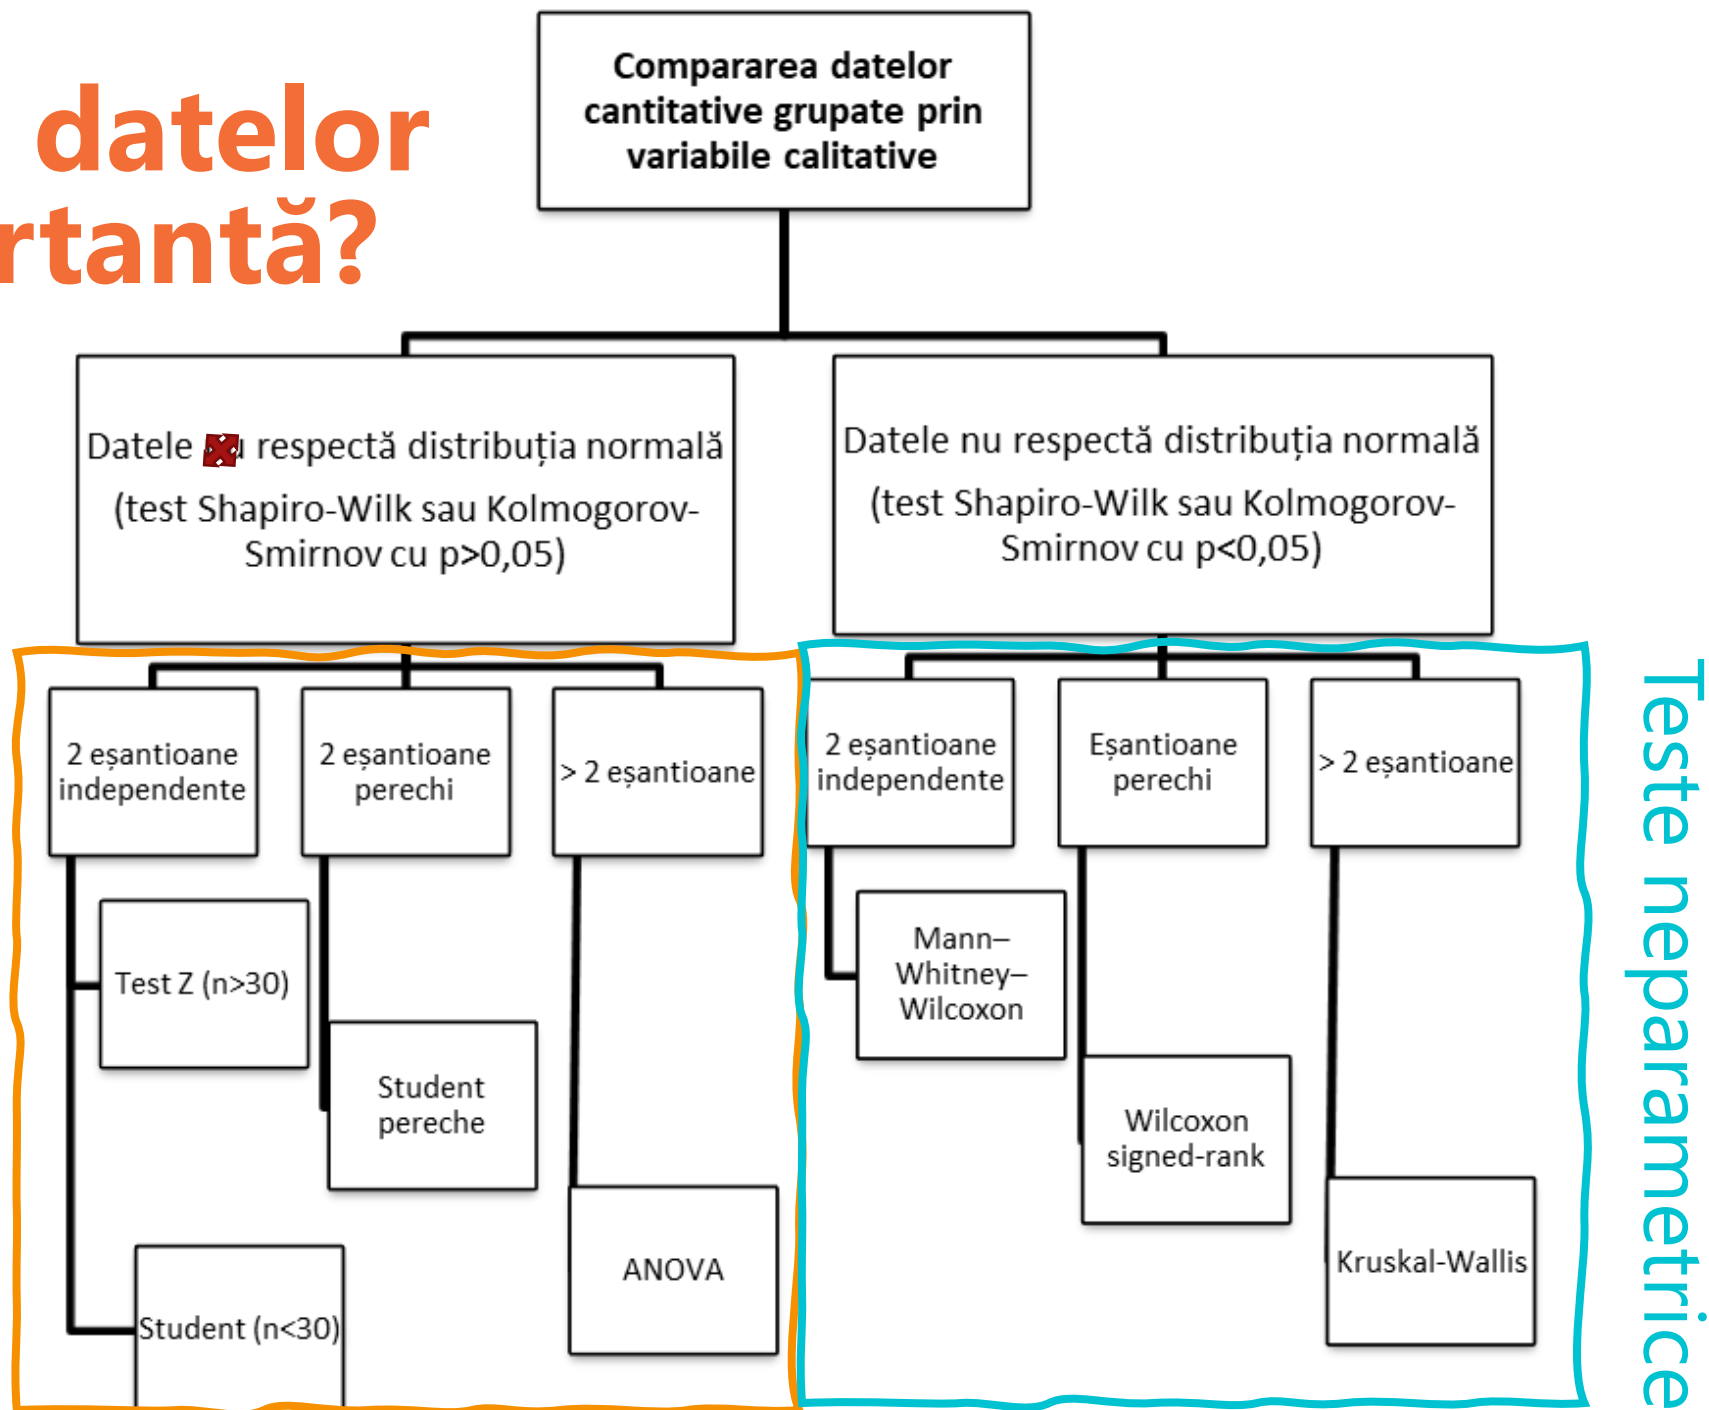 datelor
rtantă?
Compararea datelor
cantitative grupate prin
variabile calitative
Datele respectă distribuția normală
(test Shapiro-Wilk sau Kolmogorov-
Smirnov cu p>0,05)
Datele nu respectă distribuția normală
(test Shapiro-Wilk sau Kolmogorov-
Smirnov cu p<0,05)
2 eșantioane
independente
2 eșantioane
perechi
> 2 eșantioane
2 eșantioane
independente
Eșantioane
perechi
> 2 eșantioane
Test Z (n>30)
Student
pereche
ANOVA
Student (n<30)
Mann–
Whitney–
Wilcoxon
Wilcoxon
signed-rank
Kruskal-Wallis
Teste neparametrice